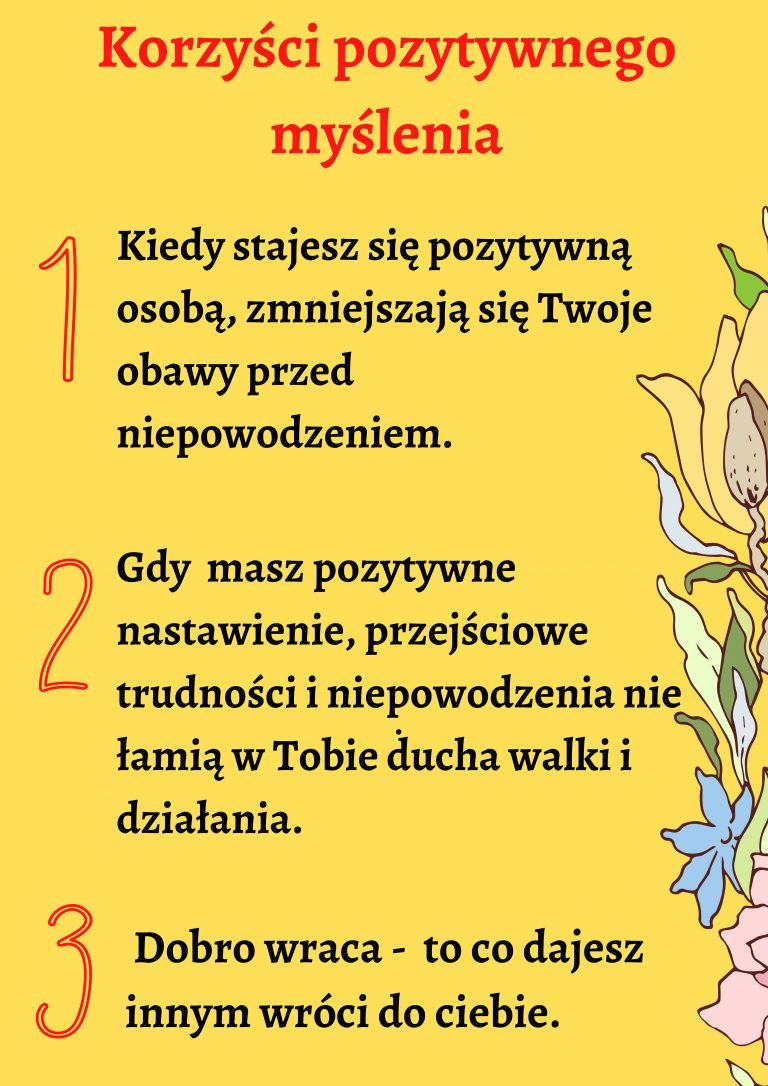 Korzyści pozytywnego
myślenia
1
Kiedy stajesz się pozytywną
osobą, zmniejszają się Twoje
obawy przed
niepowodzeniem.
2
Gdy masz pozytywne
nastawienie, przejściowe
trudności i niepowodzenia nie
łamią w Tobie ducha walki i
działania.
3
Dobro wraca - to co dajesz
innym wróci do ciebie.